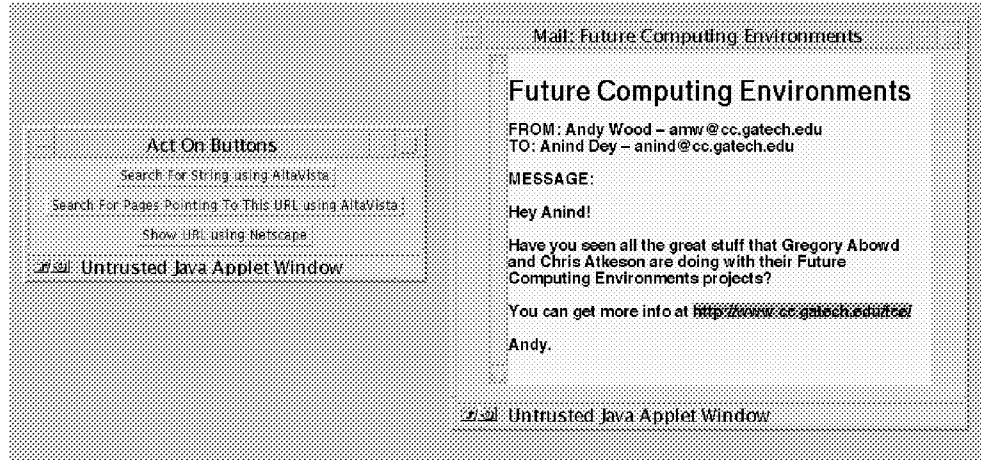 Act On Buttons
Search For String using AltaVista
Search For Pages Pointing To This URL using AltaVista
Show URL using Netscape
Untrusted Java Applet Window
Mail: Future Computing Environments
Future Computing Environments
FROM: Andy Wood – amw@cc.gatech.edu
TO: Anind Dey – anind@cc.gatech.edu
MESSAGE:
Hey Anind!
Have you seen all the great stuff that Gregory Abowd
and Chris Atkeson are doing with their Future
Computing Environments projects?
You can get more info at http://www.cc.gatech.edu/fce/
Andy.
Untrusted Java Applet Window